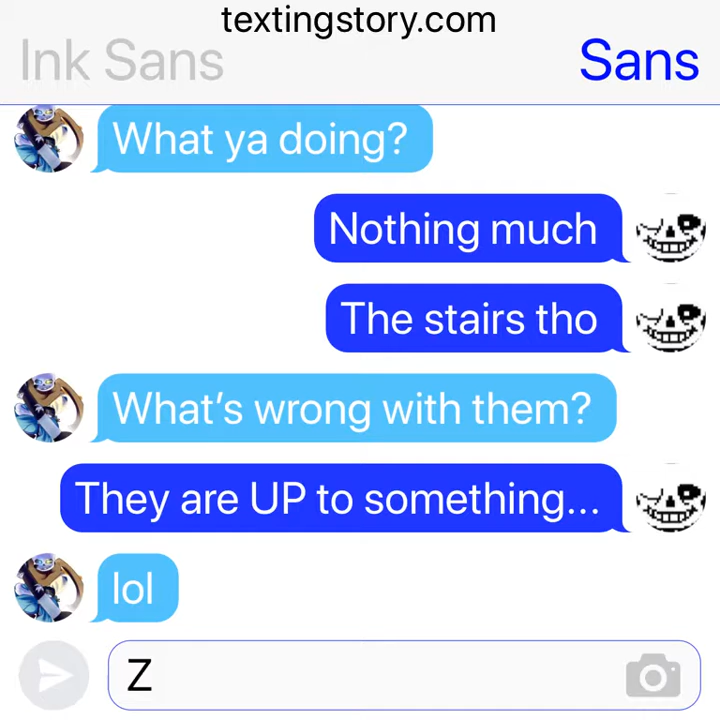 textingstory.com
Ink Sans
Sans
What ya doing?
Nothing much
The stairs tho
What's wrong with them?
They are UP to something...
lol
Z